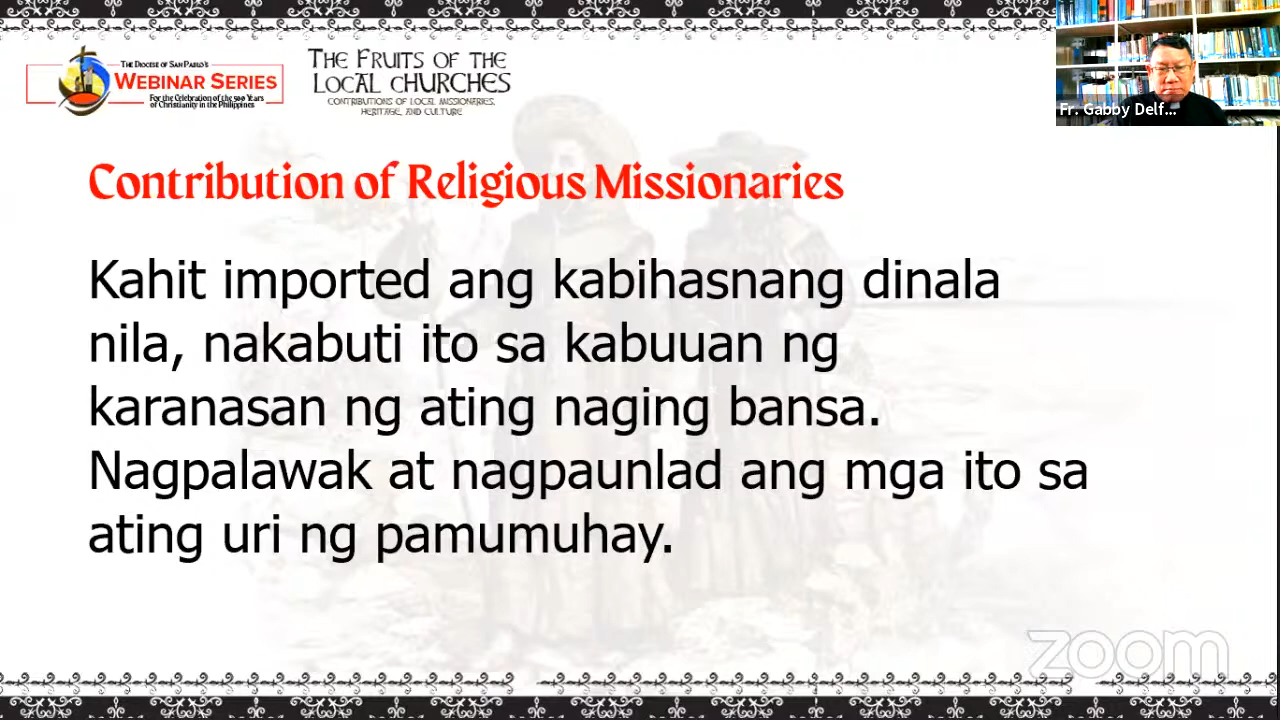 THE DIOCESE OF SAN PABLO'S
WEBINAR SERIES
For the Celebration of the 500 Years
of Christianity in the Philippines
THE FRUITS OF THE
LOCAL CHURCHES
CONTRIBUTIONS OF LOCAL MISSIONARIES,
HERITAGE, AND CULTURE
Fr. Gabby Delf...
Contribution of Religious Missionaries
Kahit imported ang kabihasnang dinala
nila, nakabuti ito sa kabuuan ng
karanasan ng ating naging bansa.
Nagpalawak at nagpaunlad ang mga ito sa
ating uri ng pamumuhay.
zoom